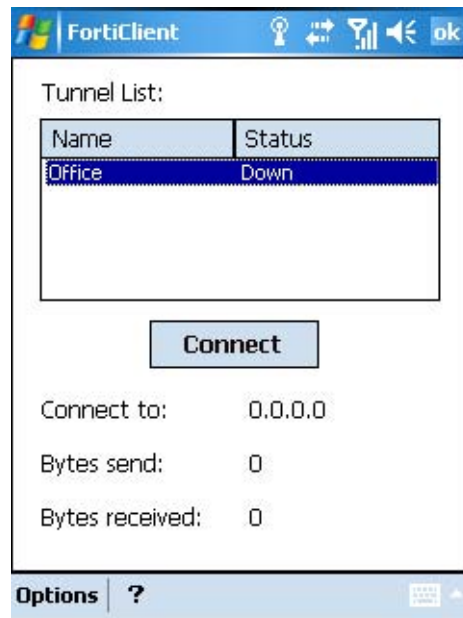 FortiClient ok
Tunnel List:
Name Status
Office Down
Connect
Connect to: 0.0.0.0
Bytes send: 0
Bytes received: 0
Options ?